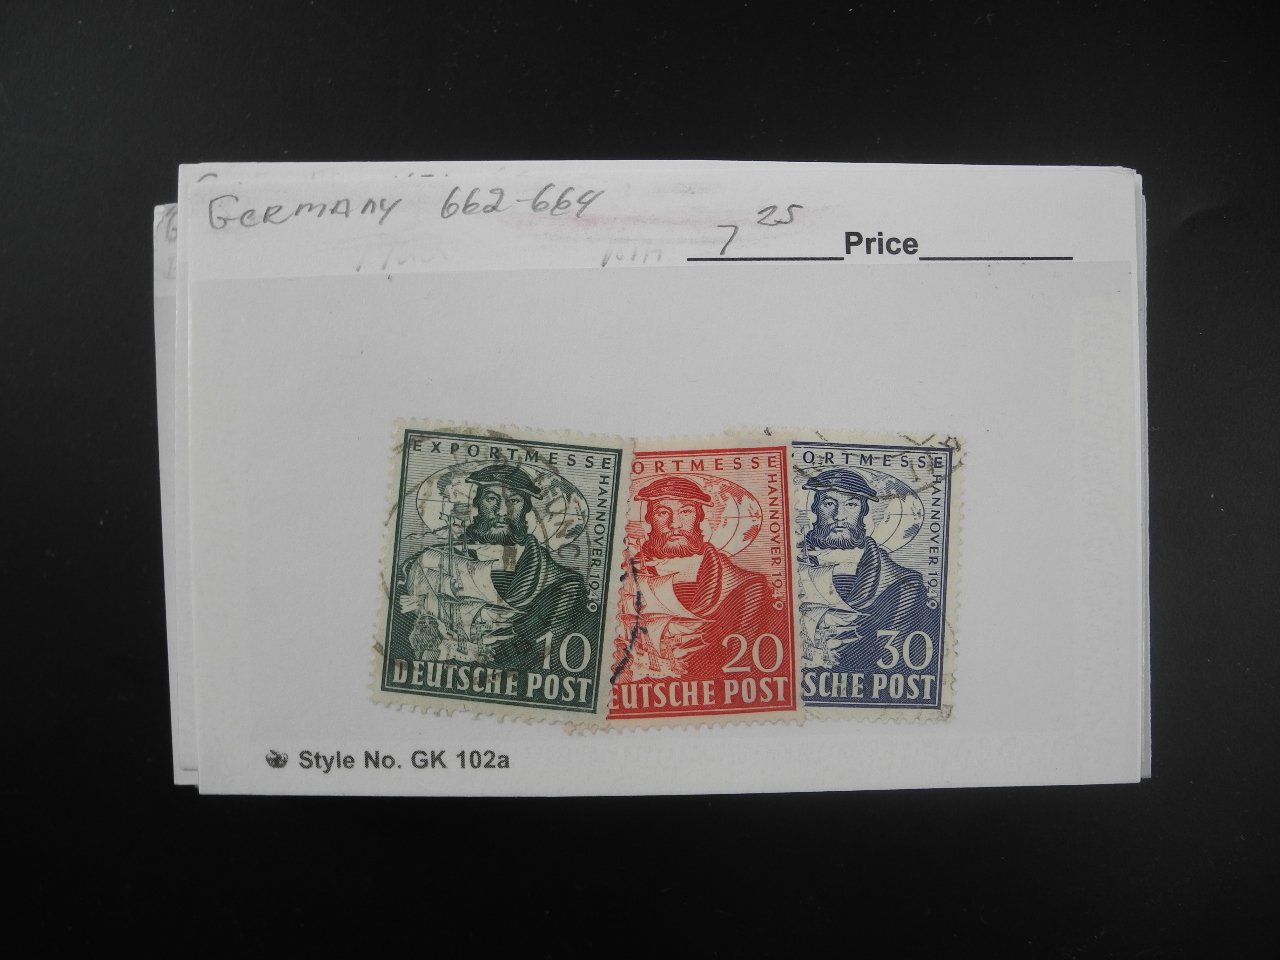 GERMANY 662-664
7 25 Price
EXPORTMESSE
HANNOVER 1949
10
DEUTSCHE POST
ORTMESSE
HANNOVER 1949
20
EUTSCHE POST
ORTMESSE
HANNOVER 1949
30
SCHE POST
Style No. GK 102a